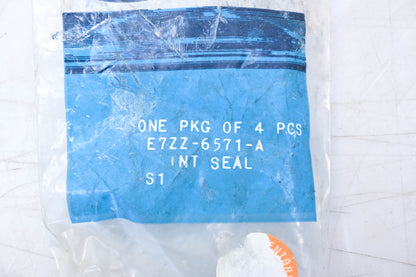 ONE PKG OF 4 PCS
E7ZZ-6571-A
INT SEAL
S1